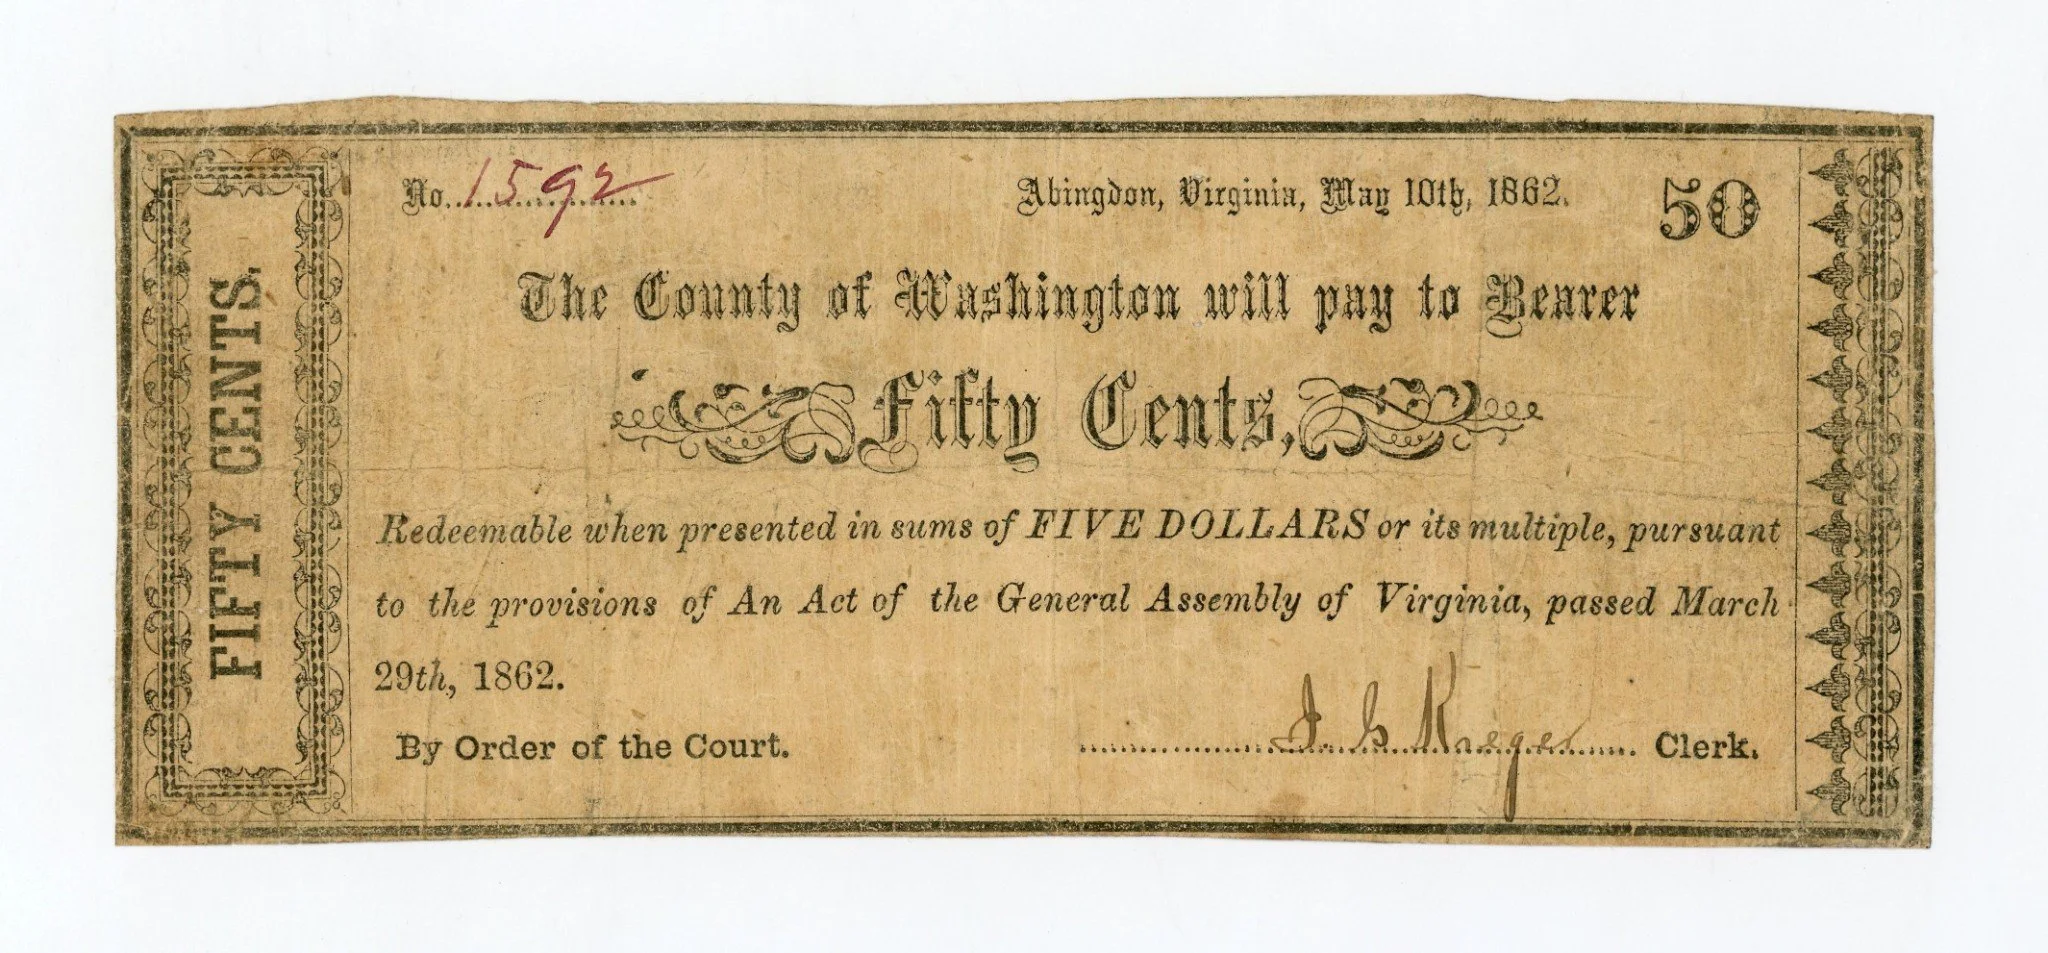 FIFTY CENTS.
No. 1592
Abingdon, Virginia, May 10th, 1862.
50
The County of Washington will pay to Bearer
Fifty Cents,
Redeemable when presented in sums of FIVE DOLLARS or its multiple, pursuant
to the provisions of An Act of the General Assembly of Virginia, passed March
29th, 1862.
By Order of the Court.
J. G. Kreger Clerk.